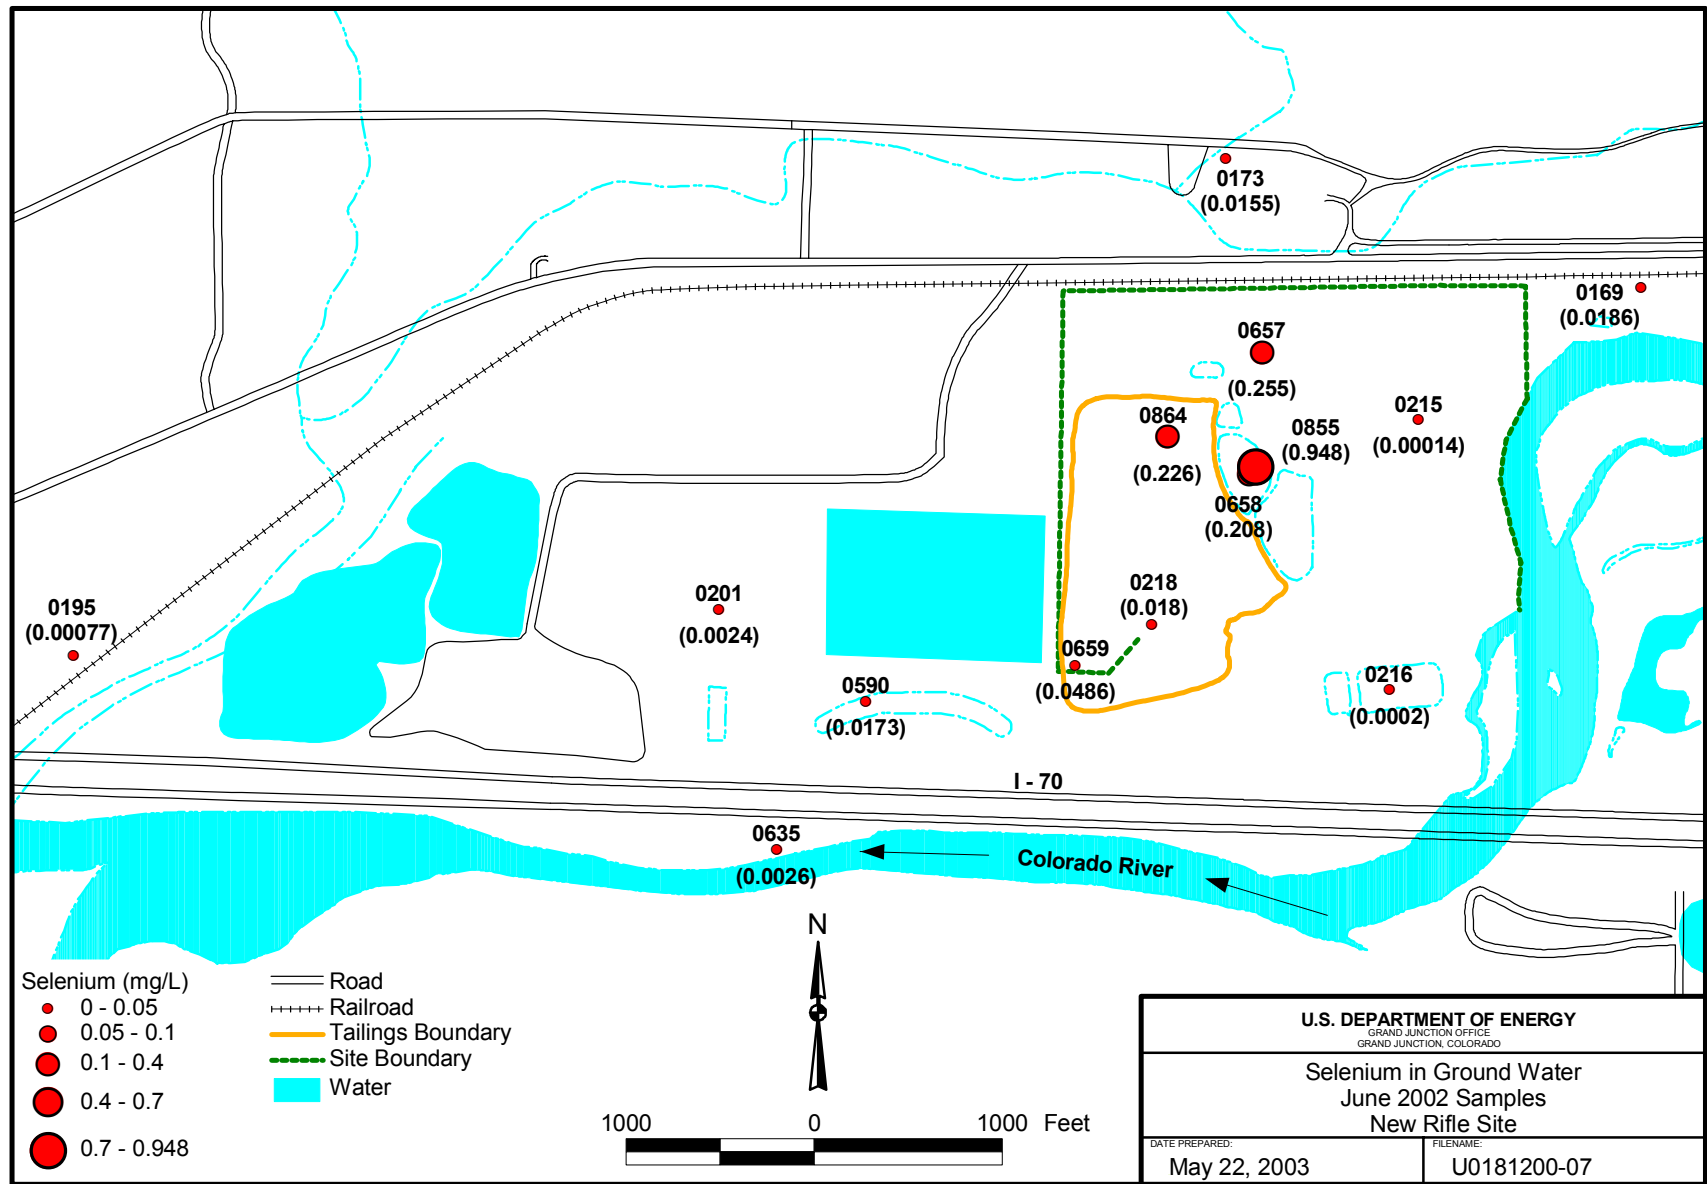 0173
(0.0155)
0169
(0.0186)
0657
(0.255)
0864
(0.226)
0855
(0.948)
0215
(0.00014)
0658
(0.208)
0195
(0.00077)
0201
(0.0024)
0218
(0.018)
0659
(0.0486)
0590
(0.0173)
0216
(0.0002)
I - 70
0635
(0.0026)
Colorado River
N
Selenium (mg/L)
0 - 0.05
0.05 - 0.1
0.1 - 0.4
0.4 - 0.7
0.7 - 0.948
Road
Railroad
Tailings Boundary
Site Boundary
Water
1000 0 1000 Feet
U.S. DEPARTMENT OF ENERGY
GRAND JUNCTION OFFICE
GRAND JUNCTION, COLORADO
Selenium in Ground Water
June 2002 Samples
New Rifle Site
DATE PREPARED:
May 22, 2003
FILENAME:
U0181200-07